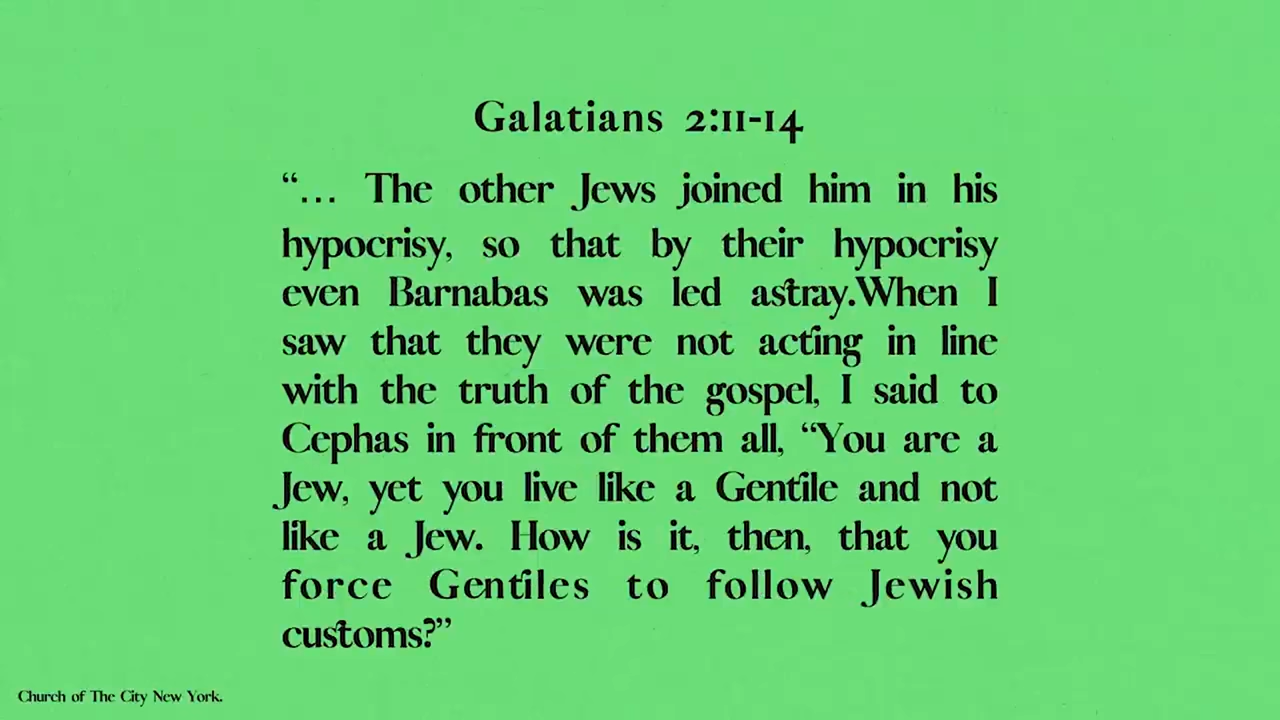 Galatians 2:11-14
“… The other Jews joined him in his
hypocrisy, so that by their hypocrisy
even Barnabas was led astray.When I
saw that they were not acting in line
with the truth of the gospel, I said to
Cephas in front of them all, “You are a
Jew, yet you live like a Gentile and not
like a Jew. How is it, then, that you
force Gentiles to follow Jewish
customs?”
Church of The City New York.